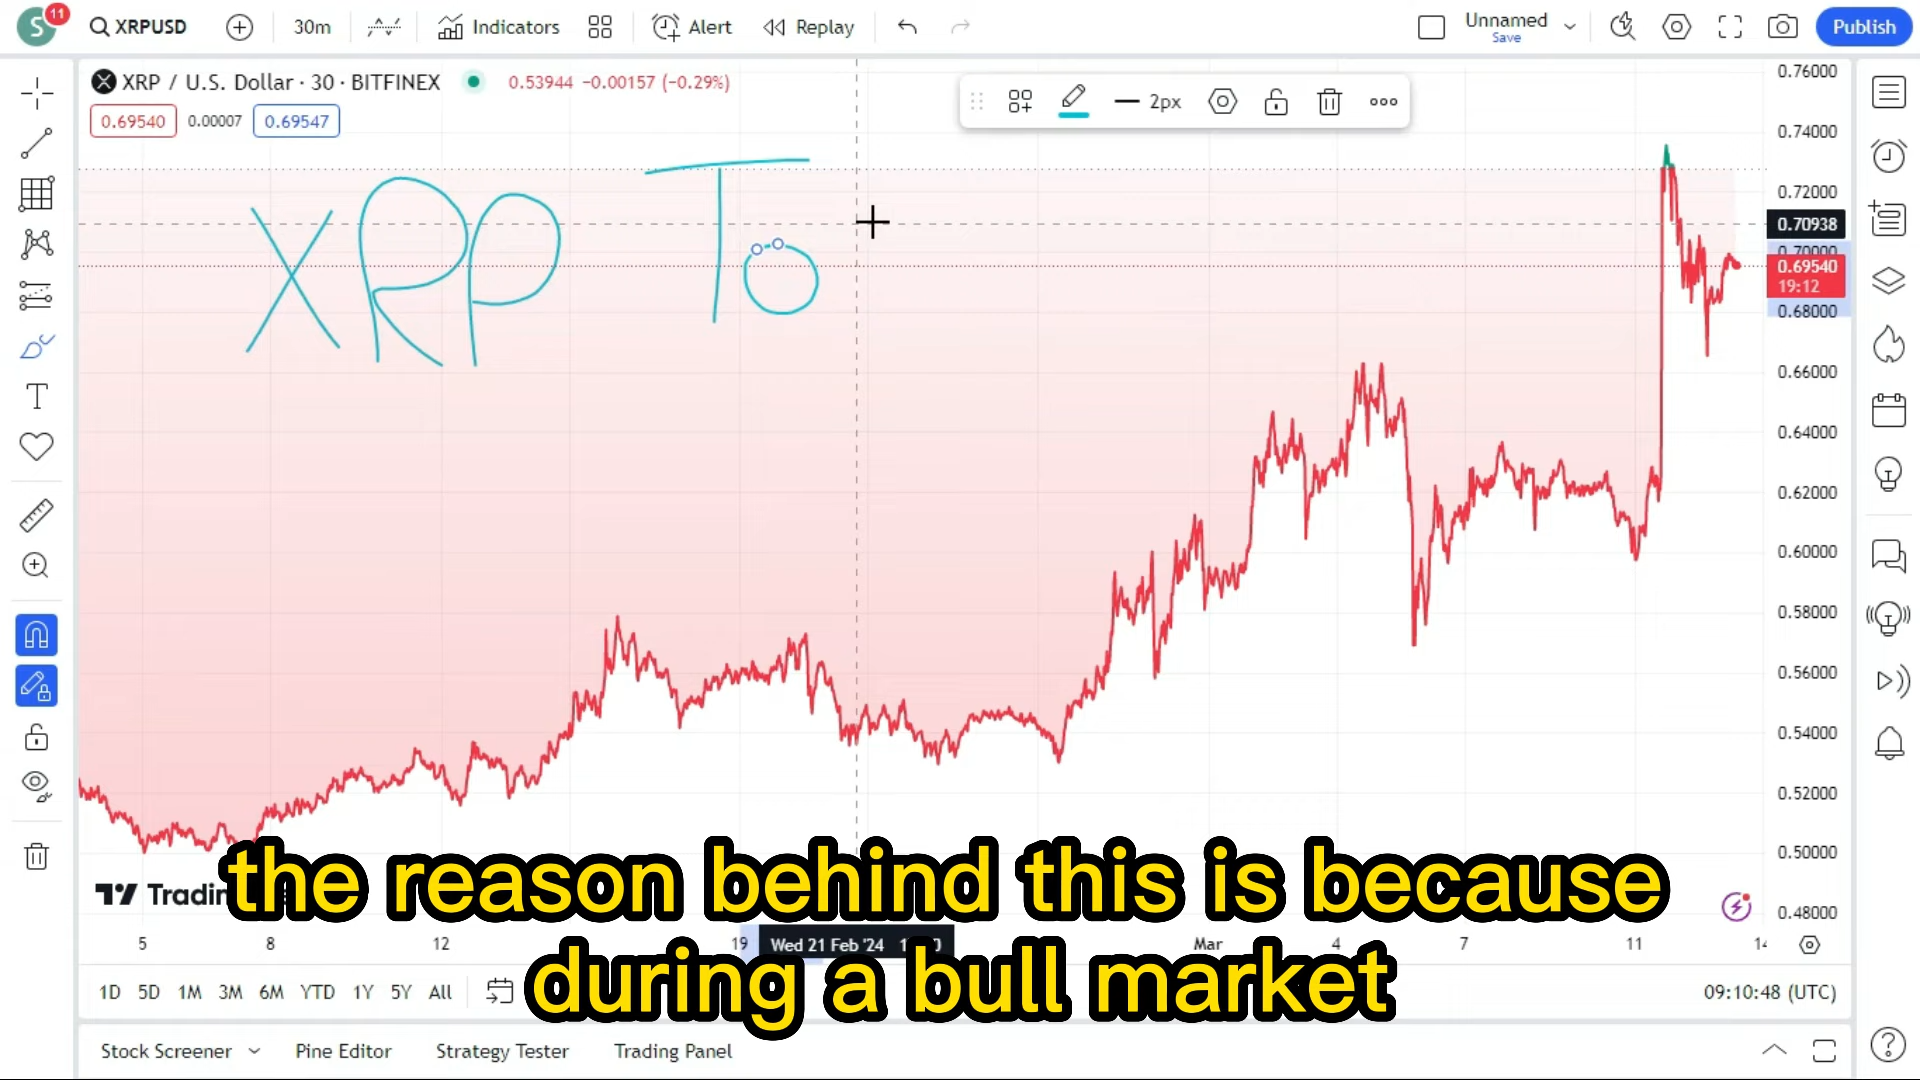 S 11 XRPUSD 30m Indicators Alert Replay Unnamed Save Publish
XRP / U.S. Dollar · 30 · BITFINEX 0.53944 −0.00157 (−0.29%)
0.69540 0.00007 0.69547
2px
XRP To
0.76000
0.74000
0.72000
0.70938
0.70000
0.69540
19:12
0.68000
0.66000
0.64000
0.62000
0.60000
0.58000
0.56000
0.54000
0.52000
0.50000
0.48000
the reason behind this is because
during a bull market
5 8 12 19 Wed 21 Feb '24 Mar 4 7 11
1D 5D 1M 3M 6M YTD 1Y 5Y All 09:10:48 (UTC)
Stock Screener Pine Editor Strategy Tester Trading Panel